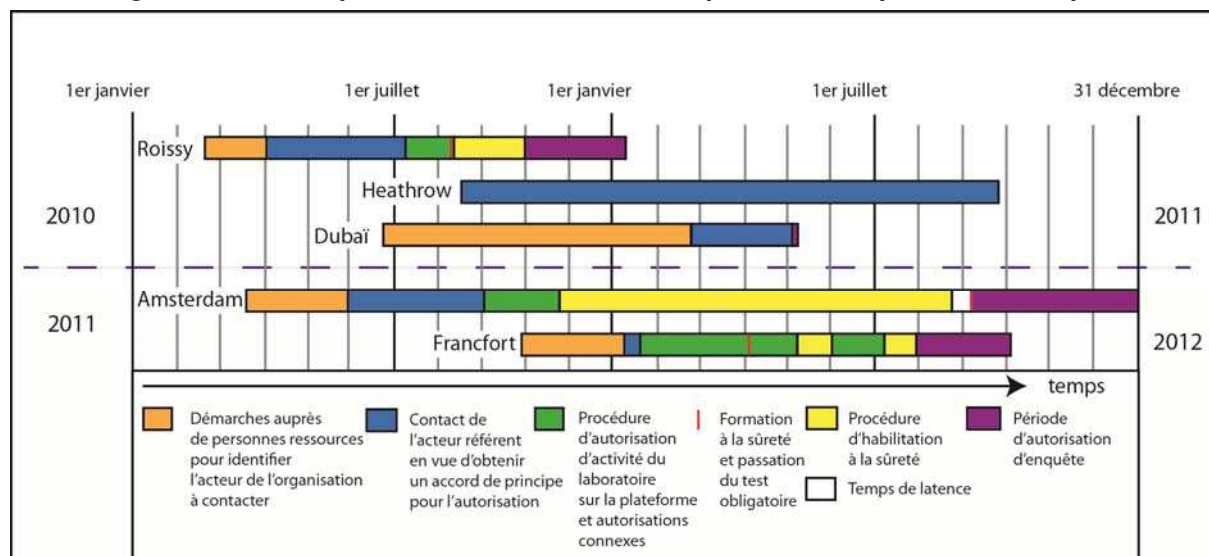 1er janvier 1er juillet 1er janvier 1er juillet 31 décembre
Roissy
Heathrow
2010 2011
Dubaï
Amsterdam
2011
Francfort 2012
temps
Démarches auprès
de personnes ressources
pour identifier
l'acteur de l'organisation
à contacter
Contact de
l'acteur référent
en vue d'obtenir
un accord de principe
pour l'autorisation
Procédure
d'autorisation
d'activité du
laboratoire
sur la plateforme
et autorisations
connexes
Formation
à la sûreté
et passation
du test
obligatoire
Procédure
d'habilitation
à la sûreté
Temps de latence
Période
d'autorisation
d'enquête